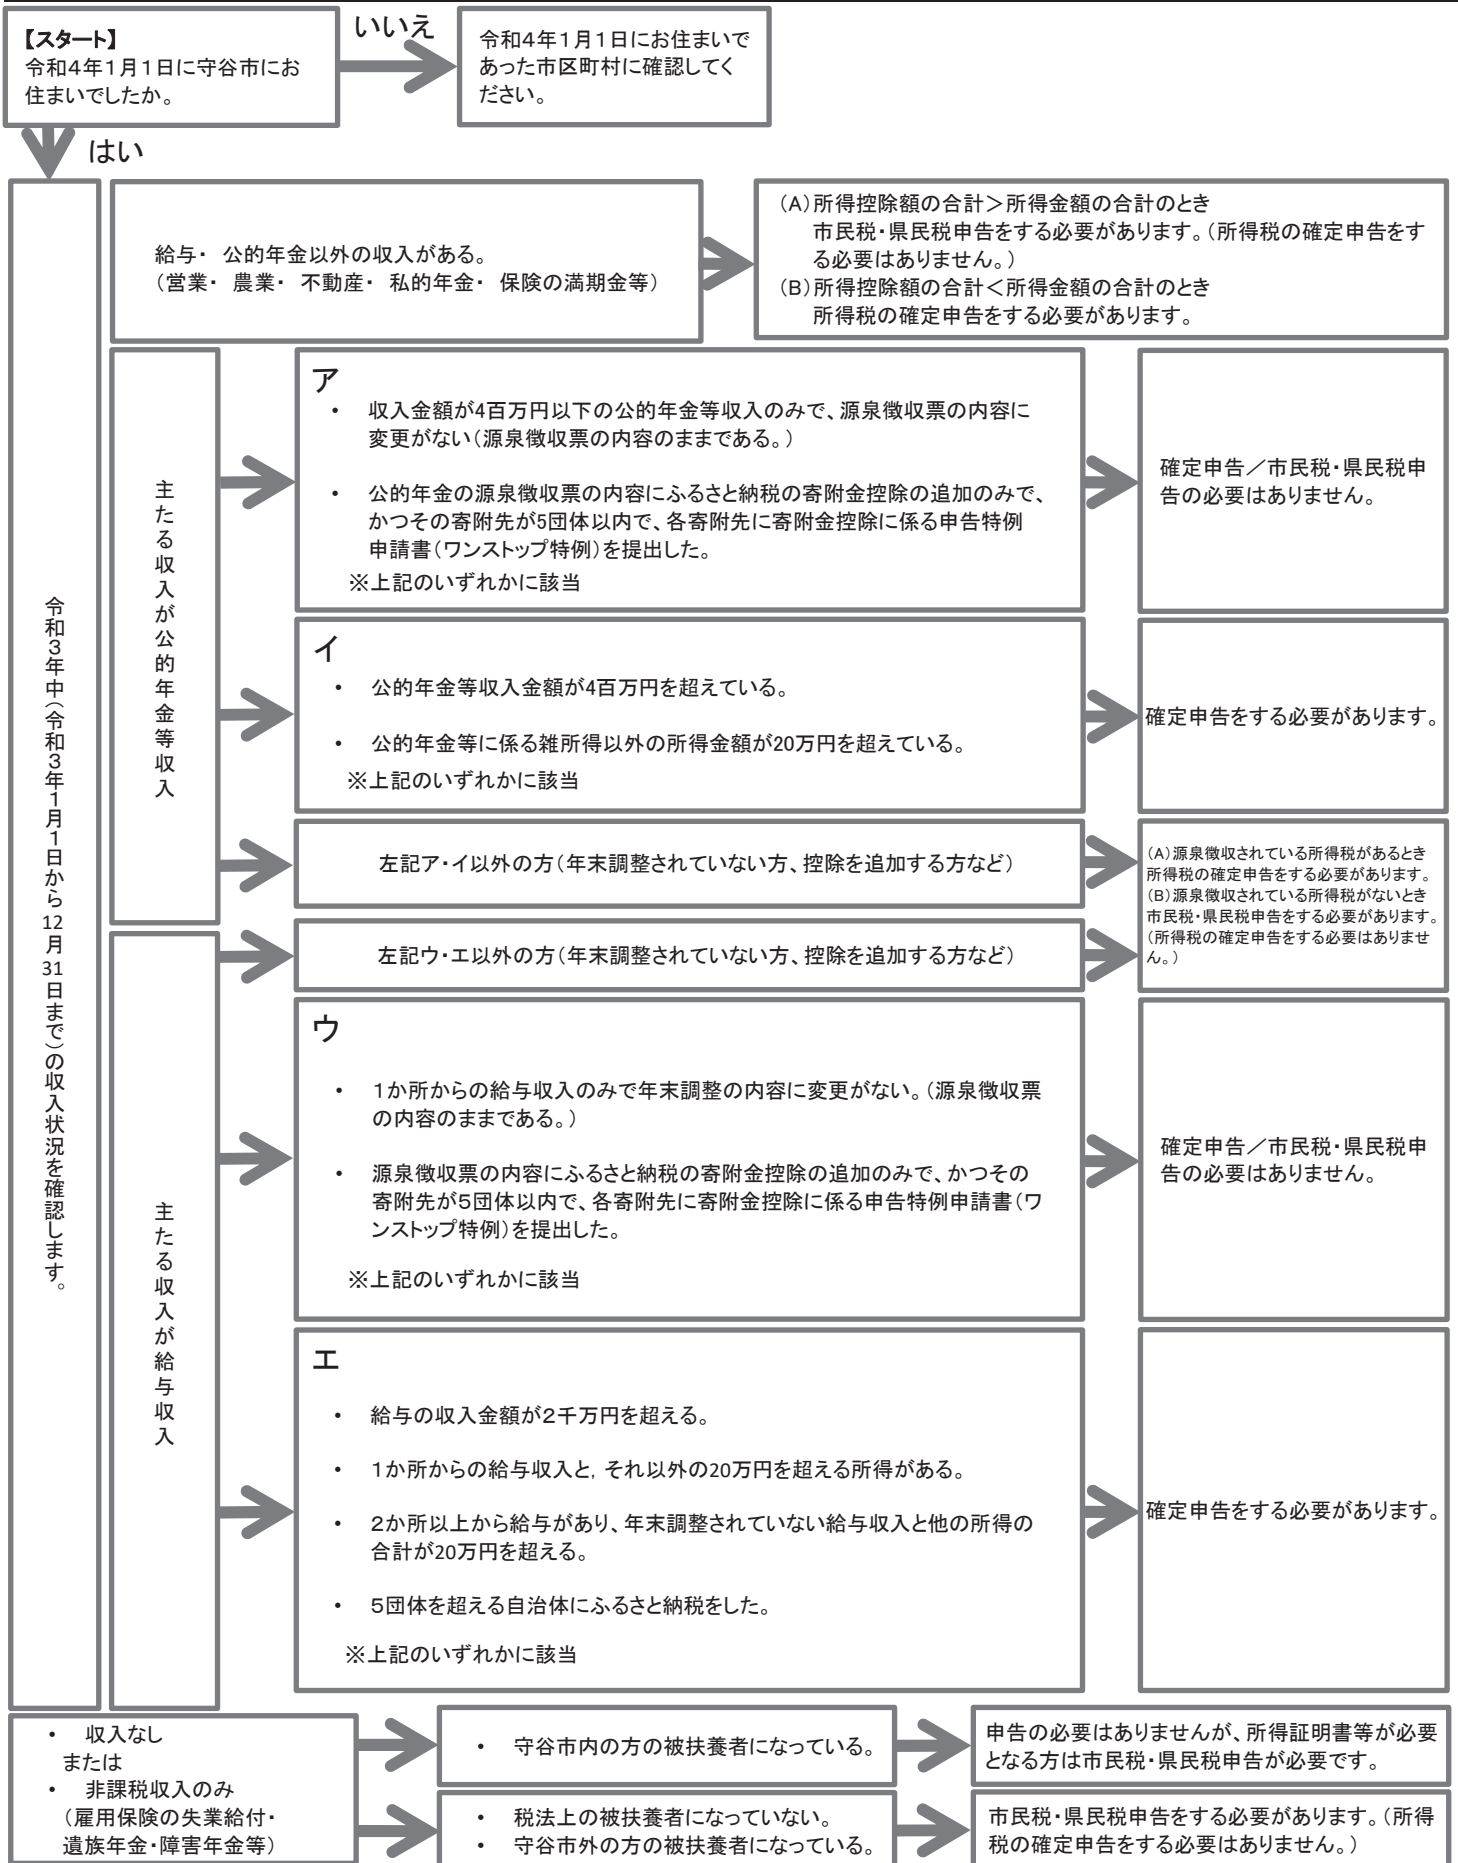 【スタート】
令和4年1月1日に守谷市にお
住まいでしたか。
いいえ
令和4年1月1日にお住まいで
あった市区町村に確認してく
ださい。
はい
令和3年中(令和3年1月1日から12月31日まで)の収入状況を確認します。
給与・ 公的年金以外の収入がある。
(営業・ 農業・ 不動産・ 私的年金・ 保険の満期金等)
(A)所得控除額の合計>所得金額の合計のとき
市民税・県民税申告をする必要があります。(所得税の確定申告をす
る必要はありません。)
(B)所得控除額の合計<所得金額の合計のとき
所得税の確定申告をする必要があります。
主たる収入が公的年金等収入
ア
• 収入金額が4百万円以下の公的年金等収入のみで、源泉徴収票の内容に
変更がない(源泉徴収票の内容のままである。)
• 公的年金の源泉徴収票の内容にふるさと納税の寄附金控除の追加のみで、
かつその寄附先が5団体以内で、各寄附先に寄附金控除に係る申告特例
申請書(ワンストップ特例)を提出した。
※上記のいずれかに該当
確定申告/市民税・県民税申
告の必要はありません。
イ
• 公的年金等収入金額が4百万円を超えている。
• 公的年金等に係る雑所得以外の所得金額が20万円を超えている。
※上記のいずれかに該当
確定申告をする必要があります。
左記ア・イ以外の方(年末調整されていない方、控除を追加する方など)
(A)源泉徴収されている所得税があるとき
所得税の確定申告をする必要があります。
(B)源泉徴収されている所得税がないとき
市民税・県民税申告をする必要があります。
(所得税の確定申告をする必要はありませ
ん。)
主たる収入が給与収入
左記ウ・エ以外の方(年末調整されていない方、控除を追加する方など)
ウ
• 1か所からの給与収入のみで年末調整の内容に変更がない。(源泉徴収票
の内容のままである。)
• 源泉徴収票の内容にふるさと納税の寄附金控除の追加のみで、かつその
寄附先が5団体以内で、各寄附先に寄附金控除に係る申告特例申請書(ワ
ンストップ特例)を提出した。
※上記のいずれかに該当
確定申告/市民税・県民税申
告の必要はありません。
エ
• 給与の収入金額が2千万円を超える。
• 1か所からの給与収入と, それ以外の20万円を超える所得がある。
• 2か所以上から給与があり、年末調整されていない給与収入と他の所得の
合計が20万円を超える。
• 5団体を超える自治体にふるさと納税をした。
※上記のいずれかに該当
確定申告をする必要があります。
• 収入なし
または
• 非課税収入のみ
(雇用保険の失業給付・
遺族年金・障害年金等)
• 守谷市内の方の被扶養者になっている。
申告の必要はありませんが、所得証明書等が必要
となる方は市民税・県民税申告が必要です。
• 税法上の被扶養者になっていない。
• 守谷市外の方の被扶養者になっている。
市民税・県民税申告をする必要があります。(所得
税の確定申告をする必要はありません。)